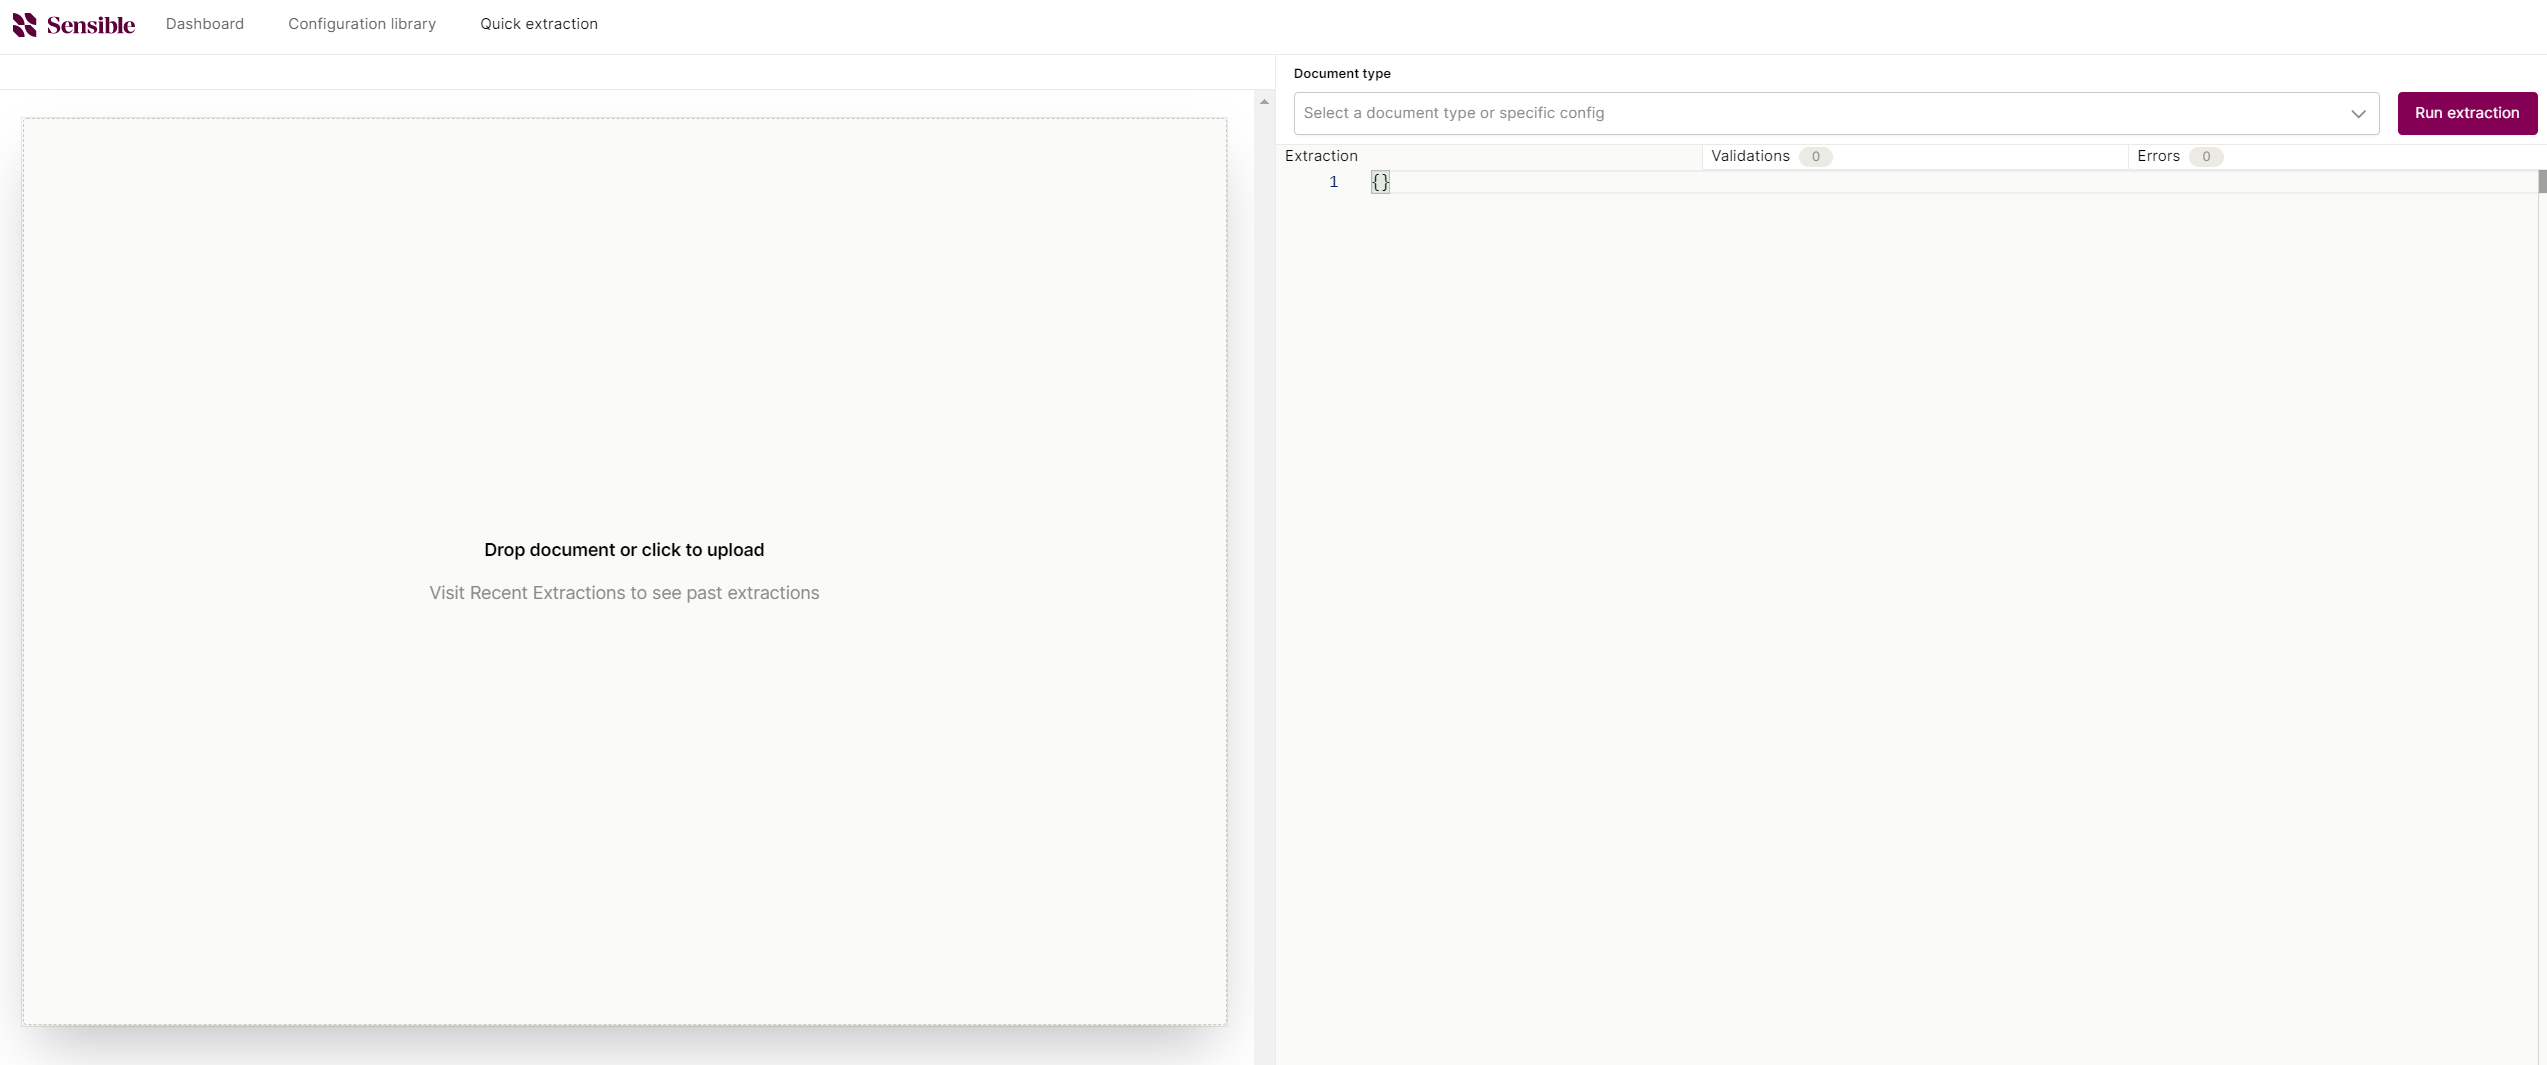 Sensible
Dashboard
Configuration library
Quick extraction
Drop document or click to upload
Visit Recent Extractions to see past extractions
Document type
Select a document type or specific config
Run extraction
Extraction
Validations 0
Errors 0
1 {}